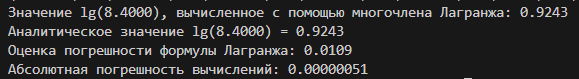 Значение lg(8.4000), вычисленное с помощью многочлена Лагранжа: 0.9243
Аналитическое значение lg(8.4000) = 0.9243
Оценка погрешности формулы Лагранжа: 0.0109
Абсолютная погрешность вычислений: 0.00000051